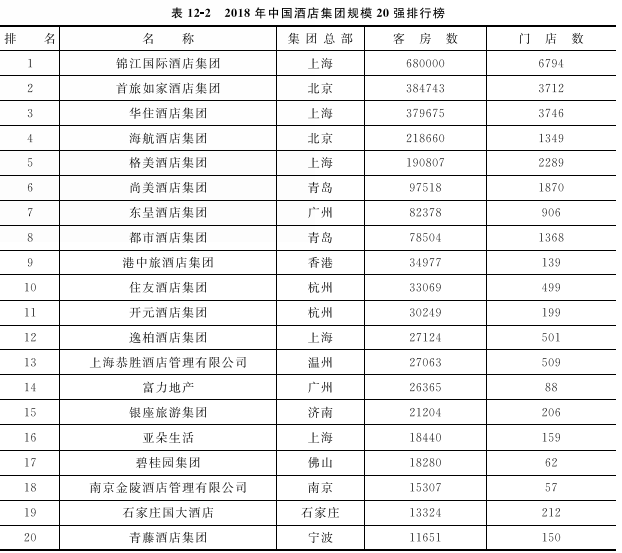 表 12-2 2018 年中国酒店集团规模 20 强排行榜
排 名 名 称 集团总部 客 房 数 门 店 数
1 锦江国际酒店集团 上海 680000 6794
2 首旅如家酒店集团 北京 384743 3712
3 华住酒店集团 上海 379675 3746
4 海航酒店集团 北京 218660 1349
5 格美酒店集团 上海 190807 2289
6 尚美酒店集团 青岛 97518 1870
7 东呈酒店集团 广州 82378 906
8 都市酒店集团 青岛 78504 1368
9 港中旅酒店集团 香港 34977 139
10 住友酒店集团 杭州 33069 499
11 开元酒店集团 杭州 30249 199
12 逸柏酒店集团 上海 27124 501
13 上海恭胜酒店管理有限公司 温州 27063 509
14 富力地产 广州 26365 88
15 银座旅游集团 济南 21204 206
16 亚朵生活 上海 18440 159
17 碧桂园集团 佛山 18280 62
18 南京金陵酒店管理有限公司 南京 15307 57
19 石家庄国大酒店 石家庄 13324 212
20 青藤酒店集团 宁波 11651 150